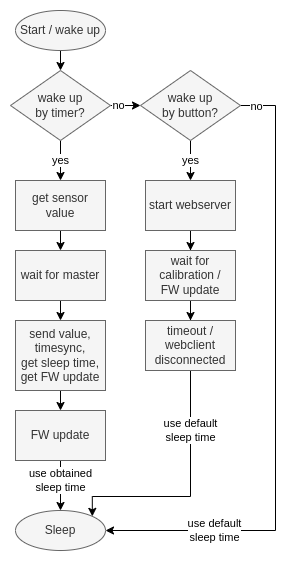 Start / wake up
wake up
by timer?
no
wake up
by button?
no
yes
yes
get sensor
value
start webserver
wait for master
wait for
calibration /
FW update
send value,
timesync,
get sleep time,
get FW update
timeout /
webclient
disconnected
FW update
use default
sleep time
use obtained
sleep time
Sleep
use default
sleep time